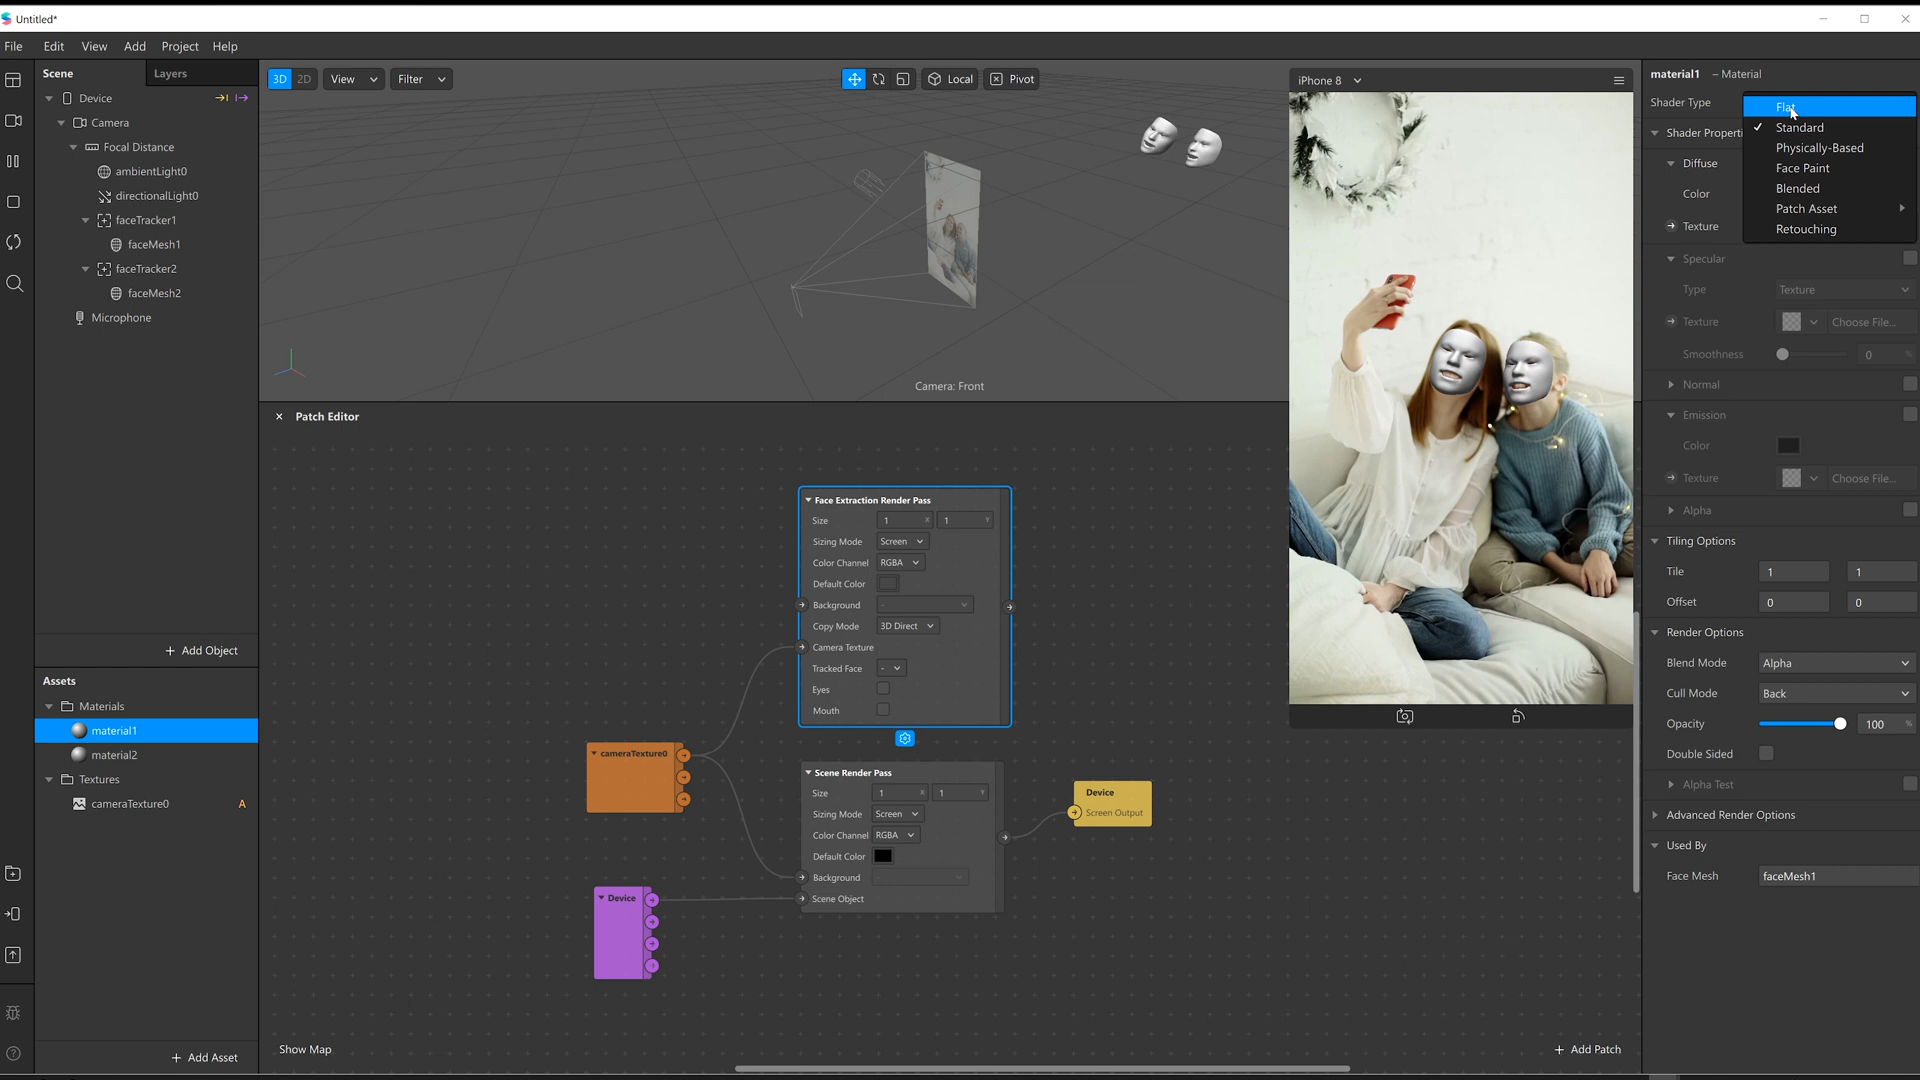 Untitled*
File Edit View Add Project Help
Scene Layers
Device
Camera
Focal Distance
ambientLight0
directionalLight0
faceTracker1
faceMesh1
faceTracker2
faceMesh2
Microphone
+ Add Object
Assets
Materials
material1
material2
Textures
cameraTexture0 A
+ Add Asset
3D 2D View Filter Local Pivot
Camera: Front
× Patch Editor
Face Extraction Render Pass
Size 1 X 1 Y
Sizing Mode Screen
Color Channel RGBA
Default Color
Background -
Copy Mode 3D Direct
Camera Texture
Tracked Face -
Eyes
Mouth
cameraTexture0
Device
Scene Render Pass
Size 1 X 1 Y
Sizing Mode Screen
Color Channel RGBA
Default Color
Background
Scene Object
Device
Screen Output
Show Map
+ Add Patch
iPhone 8
material1 – Material
Shader Type
Flat
Standard
Physically-Based
Face Paint
Blended
Patch Asset
Retouching
Shader Properti
Diffuse
Color
Texture
Specular
Type Texture
Texture Choose File...
Smoothness 0 %
Normal
Emission
Color
Texture Choose File...
Alpha
Tiling Options
Tile 1 1
Offset 0 0
Render Options
Blend Mode Alpha
Cull Mode Back
Opacity 100 %
Double Sided
Alpha Test
Advanced Render Options
Used By
Face Mesh faceMesh1